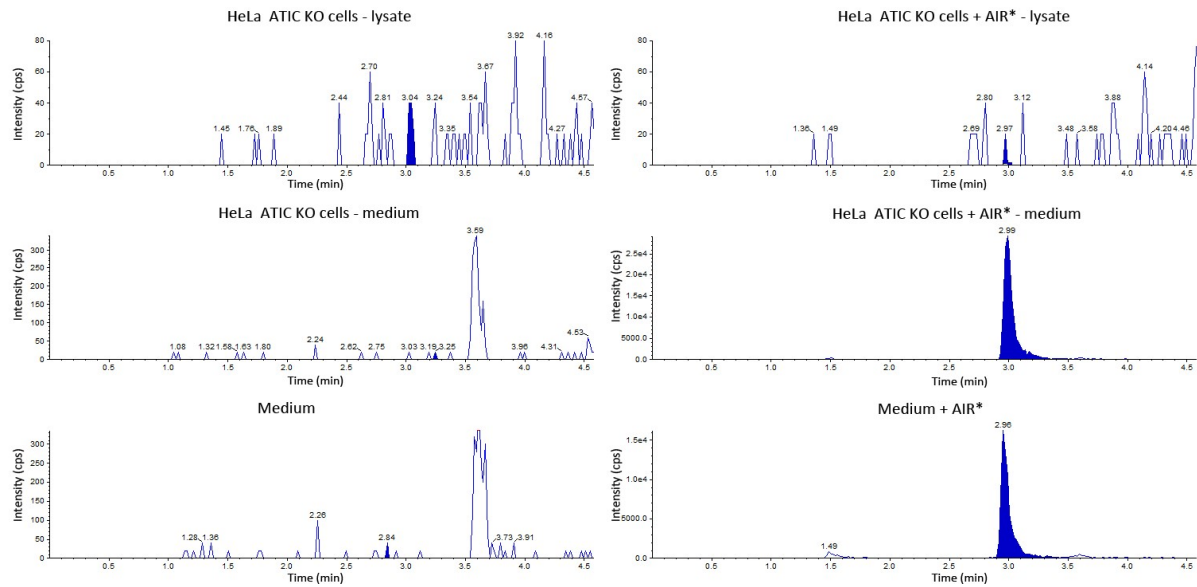 HeLa ATIC KO cells - lysate
Intensity (cps)
80
60
40
20
0
1.45 1.76 1.89 2.44 2.70 2.81 3.04 3.24 3.35 3.54 3.67 3.92 4.16 4.27 4.57
0.5 1.0 1.5 2.0 2.5 3.0 3.5 4.0 4.5
Time (min)
HeLa ATIC KO cells + AIR* - lysate
Intensity (cps)
80
60
40
20
0
1.36 1.49 2.69 2.80 2.97 3.12 3.48 3.58 3.88 4.14 4.20 4.46
0.5 1.0 1.5 2.0 2.5 3.0 3.5 4.0 4.5
Time (min)
HeLa ATIC KO cells - medium
Intensity (cps)
300
250
200
150
100
50
0
1.08 1.32 1.58 1.63 1.80 2.24 2.62 2.75 3.03 3.19 3.25 3.59 3.96 4.31 4.53
0.5 1.0 1.5 2.0 2.5 3.0 3.5 4.0 4.5
Time (min)
HeLa ATIC KO cells + AIR* - medium
Intensity (cps)
2.5e4
2.0e4
1.5e4
1.0e4
5000.0
0.0
2.99
0.5 1.0 1.5 2.0 2.5 3.0 3.5 4.0 4.5
Time (min)
Medium
Intensity (cps)
300
250
200
150
100
50
0
1.28 1.36 2.26 2.84 3.73 3.91
0.5 1.0 1.5 2.0 2.5 3.0 3.5 4.0 4.5
Time (min)
Medium + AIR*
Intensity (cps)
1.5e4
1.0e4
5000.0
0.0
1.49 2.96
0.5 1.0 1.5 2.0 2.5 3.0 3.5 4.0 4.5
Time (min)